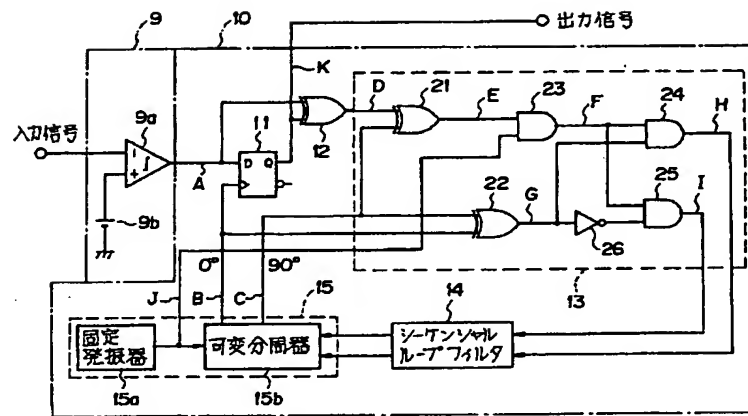 9
10
出力信号
K
入力信号
9a
－
＋
9b
A
11
D
Q
12
D
21
E
23
F
24
H
22
G
25
I
26
13
0°
90°
J
B
C
15
固定
発振器
15a
可変分周器
15b
14
シーケンシャル
ループフィルタ